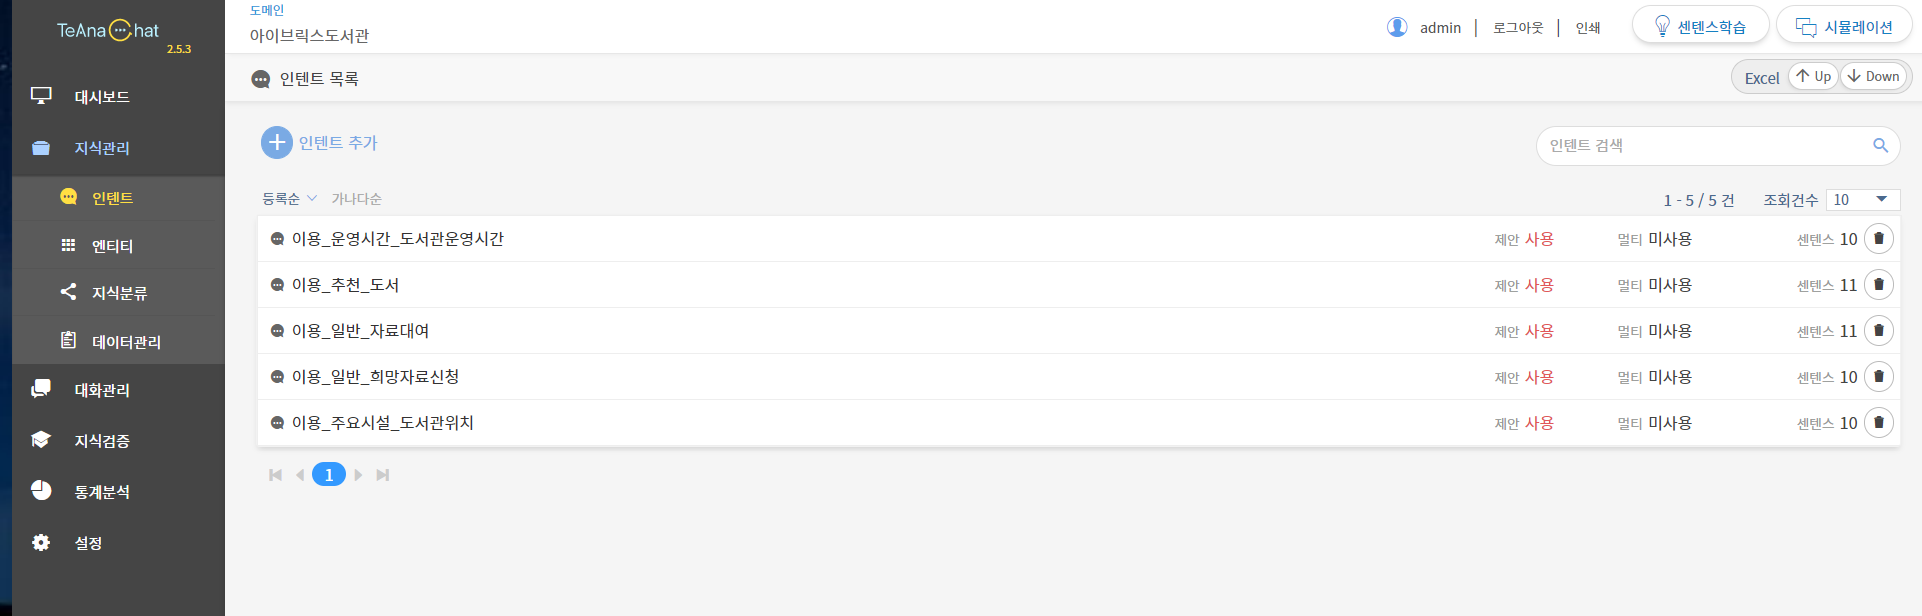 TeAna Chat
2.5.3
대시보드
지식관리
인텐트
엔티티
지식분류
데이터관리
대화관리
지식검증
통계분석
설정
도메인
아이브릭스도서관
admin | 로그아웃 | 인쇄
센텐스학습
시뮬레이션
인텐트 목록
Excel Up Down
인텐트 추가
인텐트 검색
등록순 가나다순
1 - 5 / 5 건 조회건수 10
이용_운영시간_도서관운영시간 제안 사용 멀티 미사용 센텐스 10
이용_추천_도서 제안 사용 멀티 미사용 센텐스 11
이용_일반_자료대여 제안 사용 멀티 미사용 센텐스 11
이용_일반_희망자료신청 제안 사용 멀티 미사용 센텐스 10
이용_주요시설_도서관위치 제안 사용 멀티 미사용 센텐스 10
1